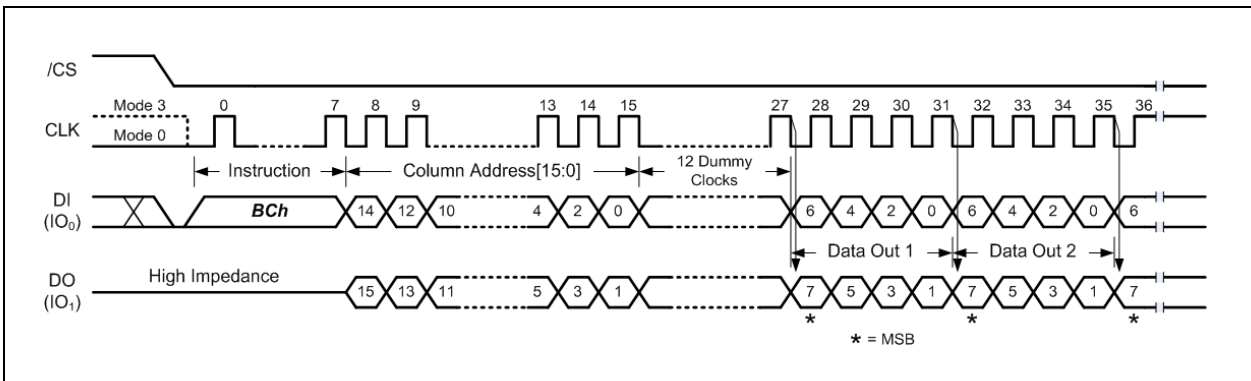 /CS
Mode 3 0 7 8 9 13 14 15 27 28 29 30 31 32 33 34 35 36
CLK
Mode 0
Instruction Column Address[15:0] 12 Dummy
Clocks
DI
(IO0)
BCh 14 12 10 4 2 0 6 4 2 0 6 4 2 0 6
Data Out 1 Data Out 2
High Impedance
DO
(IO1)
15 13 11 5 3 1 7 5 3 1 7 5 3 1 7
* * *
* = MSB